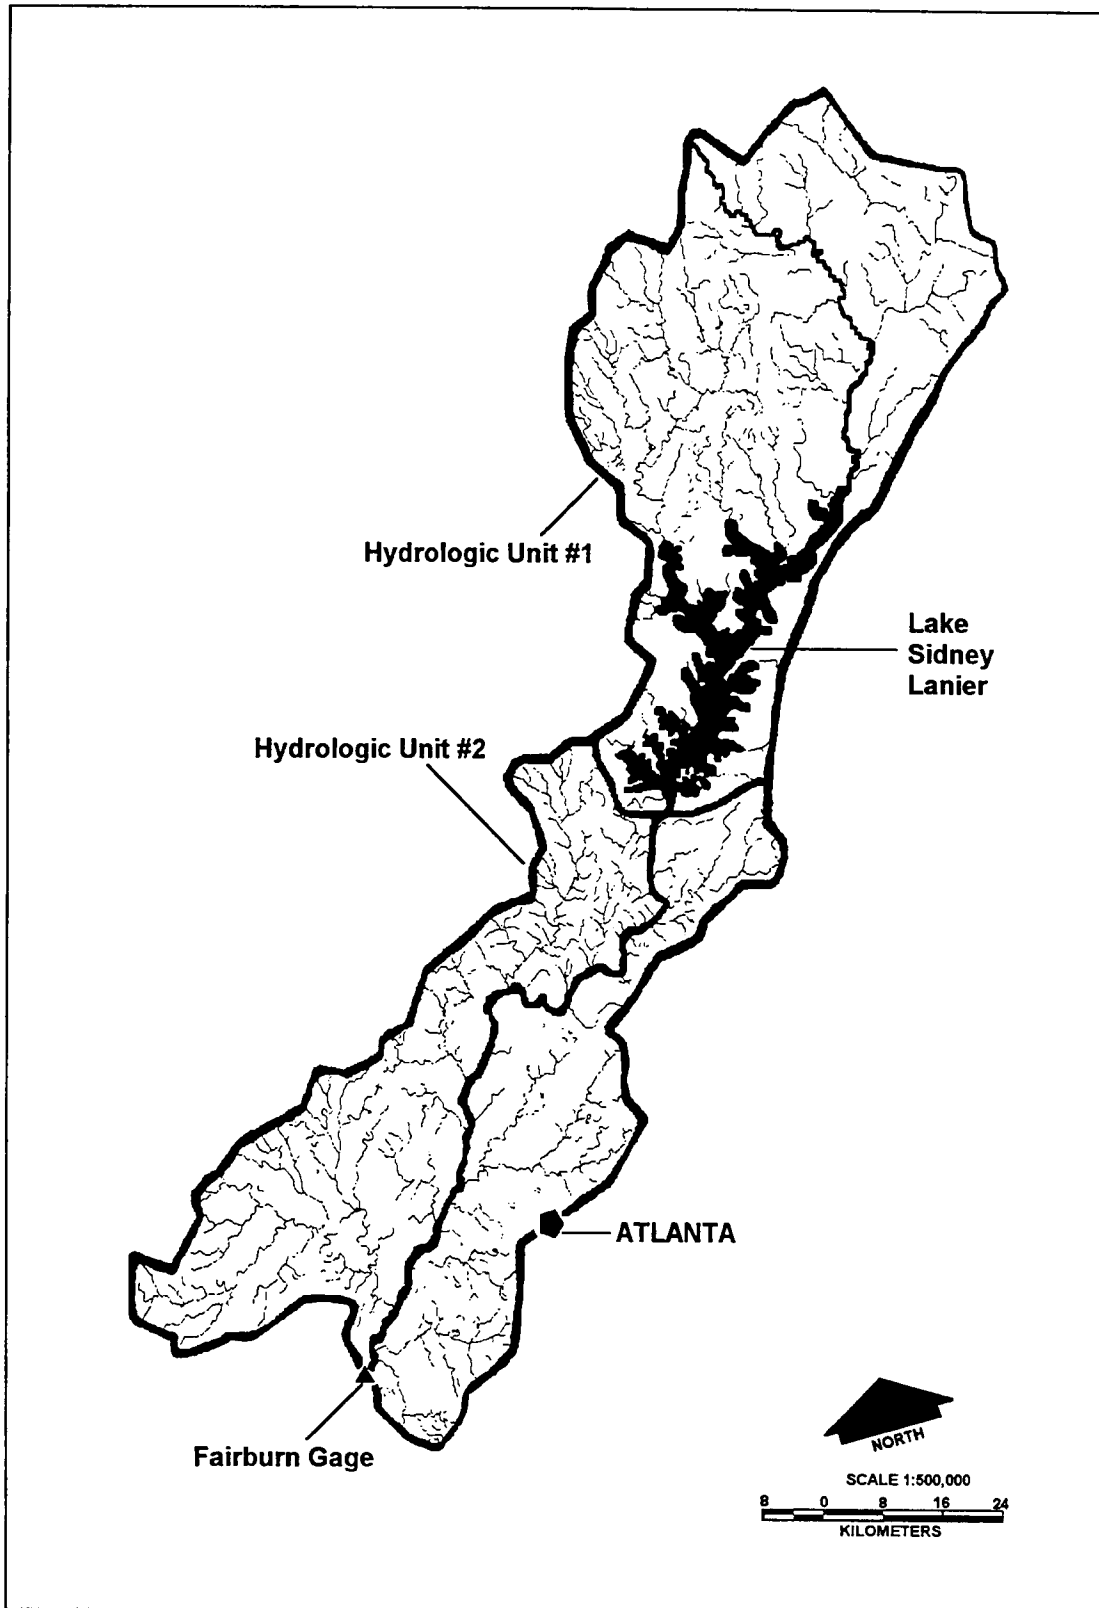 Hydrologic Unit #1
Lake
Sidney
Lanier
Hydrologic Unit #2
ATLANTA
Fairburn Gage
NORTH
SCALE 1:500,000
8 0 8 16 24
KILOMETERS